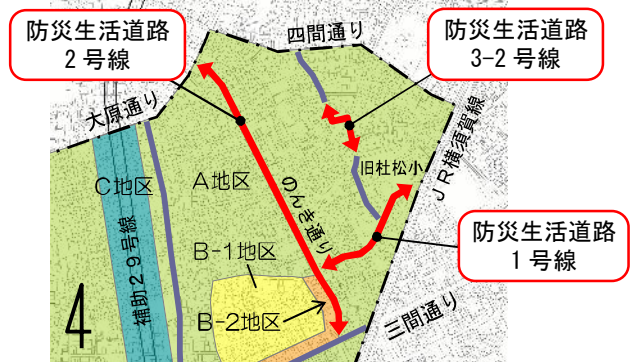 防災生活道路
2号線
四間通り
防災生活道路
3-2号線
大原通り
JR横須賀線
旧杜松小
C地区
A地区
のんき通り
補助29号線
防災生活道路
1号線
B-1地区
B-2地区
三間通り
4